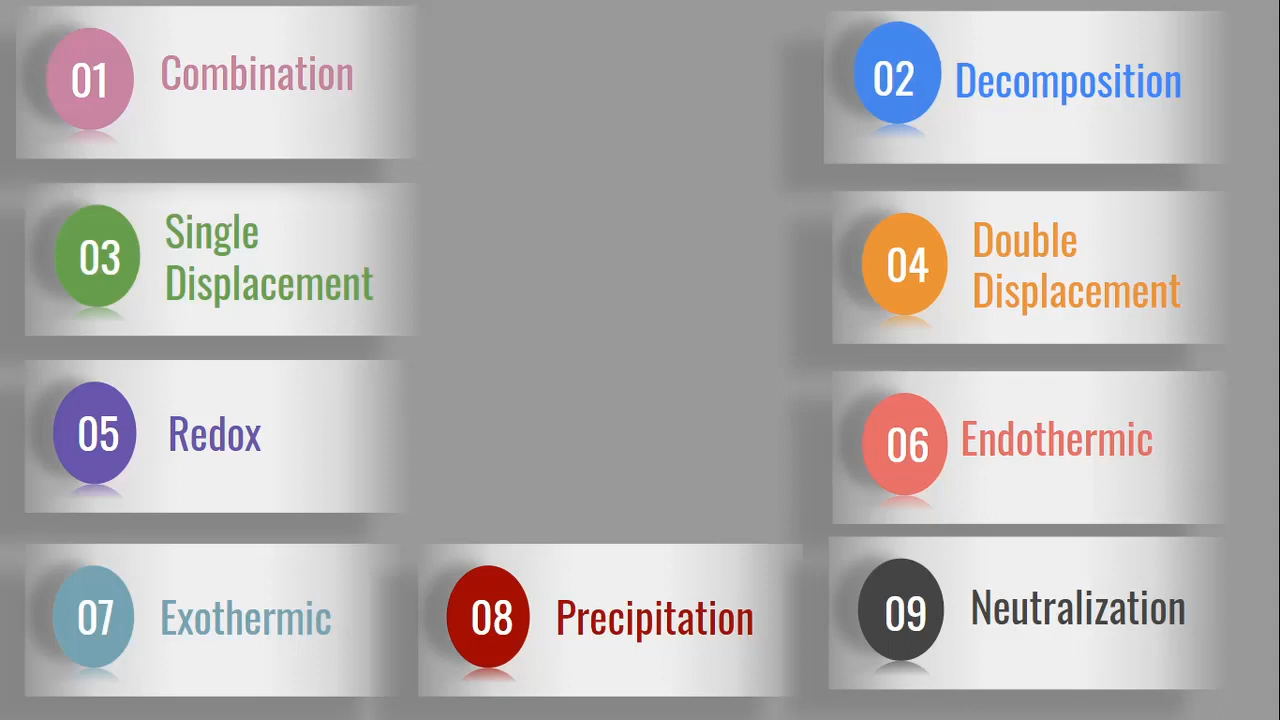 01 Combination
02 Decomposition
03 Single
Displacement
04 Double
Displacement
05 Redox
06 Endothermic
07 Exothermic
08 Precipitation
09 Neutralization